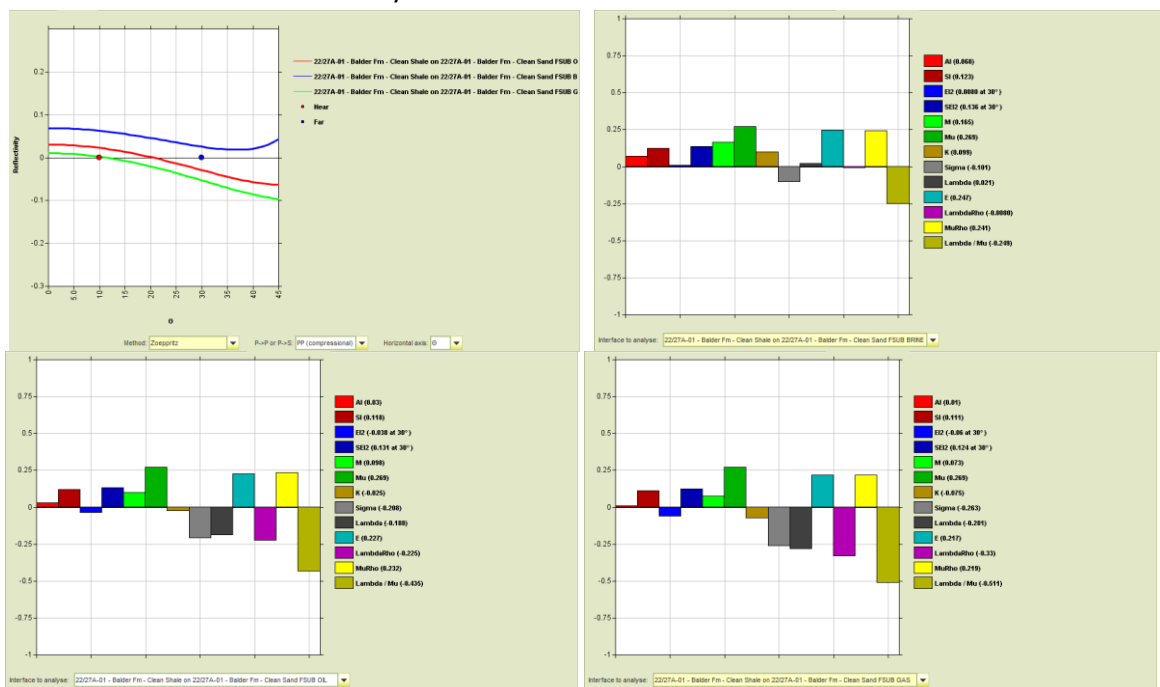 0.2
0.1
0
-0.1
-0.2
-0.3
Reflectivity
0 5.0 10 15 20 25 30 35 40 45
Θ
22/27A-01 - Balder Fm - Clean Shale on 22/27A-01 - Balder Fm - Clean Sand FSUB O
22/27A-01 - Balder Fm - Clean Shale on 22/27A-01 - Balder Fm - Clean Sand FSUB B
22/27A-01 - Balder Fm - Clean Shale on 22/27A-01 - Balder Fm - Clean Sand FSUB G
Near
Far
Method: Zoeppritz P->P or P->S: PP (compressional) Horizontal axis: Θ
1
0.75
0.5
0.25
0
-0.25
-0.5
-0.75
-1
AI (0.068)
SI (0.123)
EI2 (0.0080 at 30°)
SEI2 (0.136 at 30°)
M (0.165)
Mu (0.269)
K (0.099)
Sigma (-0.101)
Lambda (0.021)
E (0.247)
LambdaRho (-0.0080)
MuRho (0.241)
Lambda / Mu (-0.249)
Interface to analyse: 22/27A-01 - Balder Fm - Clean Shale on 22/27A-01 - Balder Fm - Clean Sand FSUB BRINE
1
0.75
0.5
0.25
0
-0.25
-0.5
-0.75
-1
AI (0.03)
SI (0.118)
EI2 (-0.038 at 30°)
SEI2 (0.131 at 30°)
M (0.098)
Mu (0.269)
K (-0.025)
Sigma (-0.208)
Lambda (-0.188)
E (0.227)
LambdaRho (-0.225)
MuRho (0.232)
Lambda / Mu (-0.435)
Interface to analyse: 22/27A-01 - Balder Fm - Clean Shale on 22/27A-01 - Balder Fm - Clean Sand FSUB OIL
1
0.75
0.5
0.25
0
-0.25
-0.5
-0.75
-1
AI (0.01)
SI (0.111)
EI2 (-0.06 at 30°)
SEI2 (0.124 at 30°)
M (0.073)
Mu (0.269)
K (-0.075)
Sigma (-0.263)
Lambda (-0.281)
E (0.217)
LambdaRho (-0.33)
MuRho (0.219)
Lambda / Mu (-0.511)
Interface to analyse: 22/27A-01 - Balder Fm - Clean Shale on 22/27A-01 - Balder Fm - Clean Sand FSUB GAS